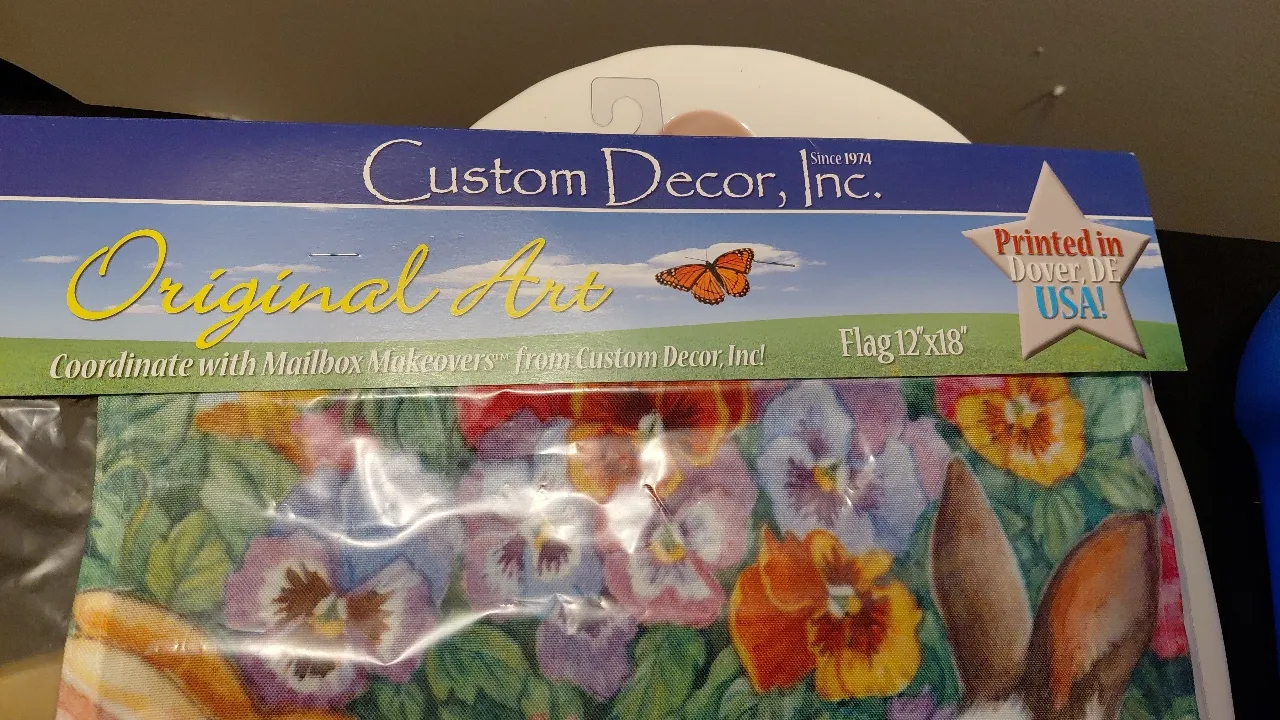 Custom Decor, Inc.
Since 1974
Original Art
Printed in
Dover, DE
USA!
Coordinate with Mailbox Makeovers™ from Custom Decor, Inc!
Flag 12"x18"